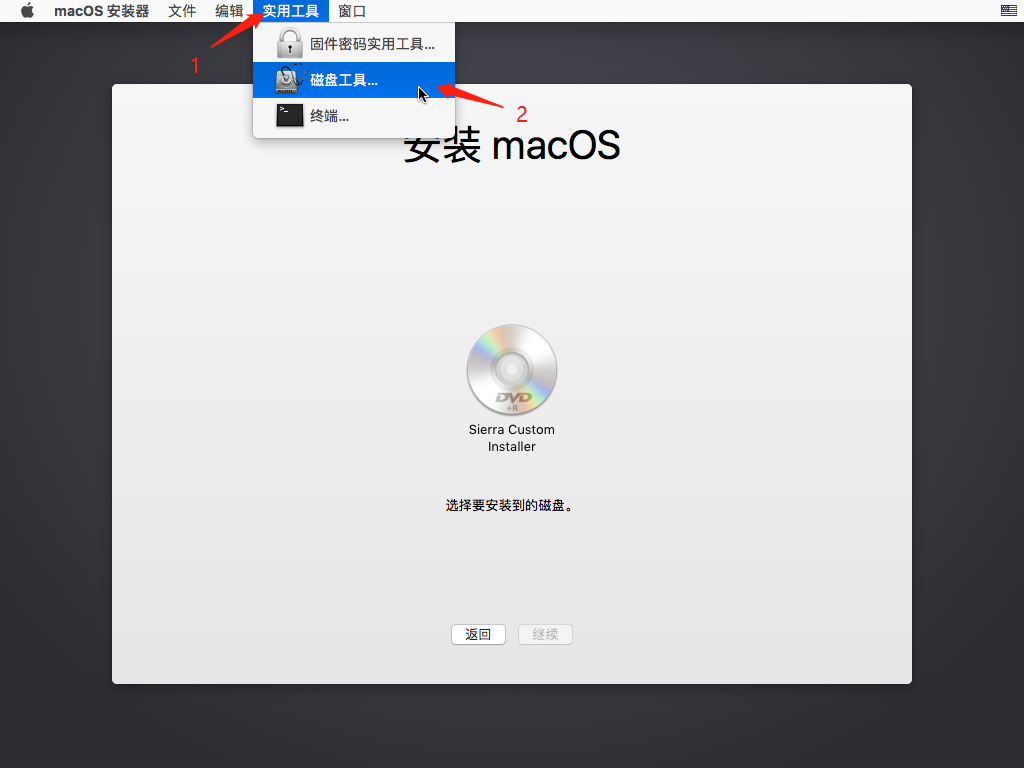 macOS 安装器 文件 编辑 实用工具 窗口
1
固件密码实用工具...
磁盘工具...
2
>_
终端...
安装 macOS
DVD
+R
Sierra Custom
Installer
选择要安装到的磁盘。
返回 继续